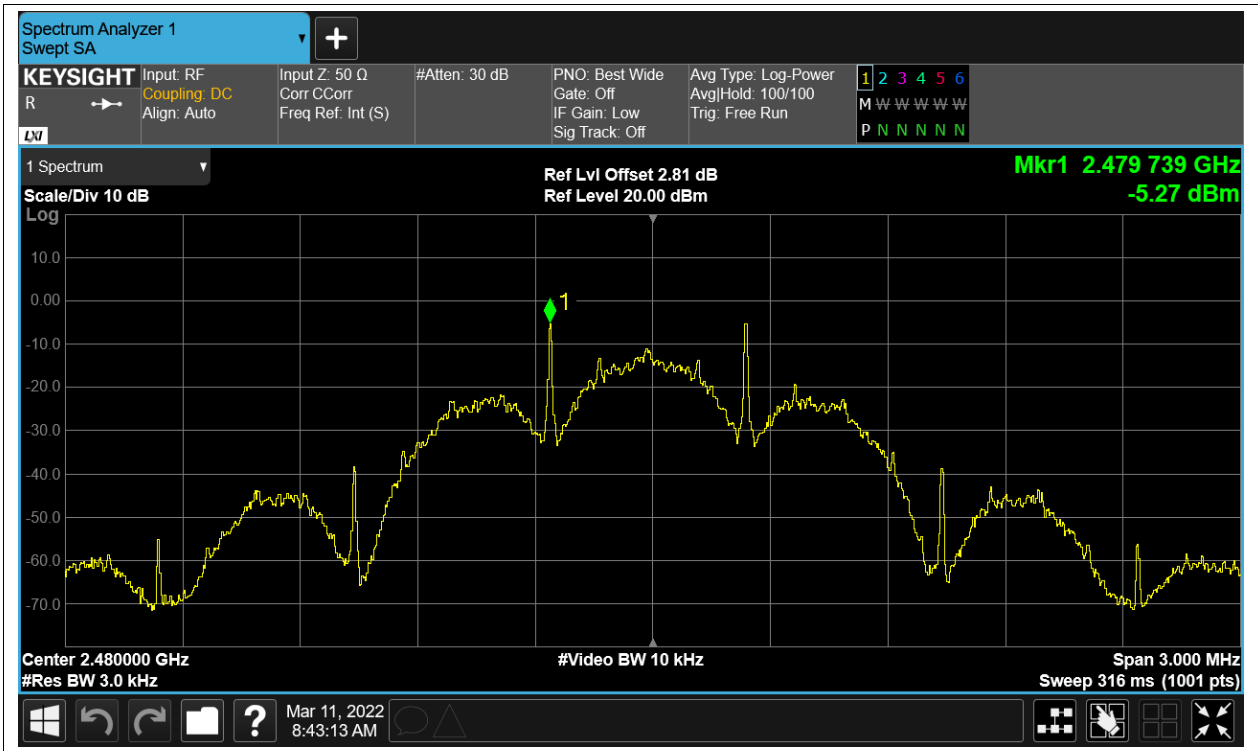 Spectrum Analyzer 1
Swept SA
+
KEYSIGHT
R
LXI
Input: RF
Coupling: DC
Align: Auto
Input Z: 50 Ω
Corr CCorr
Freq Ref: Int (S)
#Atten: 30 dB
PNO: Best Wide
Gate: Off
IF Gain: Low
Sig Track: Off
Avg Type: Log-Power
Avg|Hold: 100/100
Trig: Free Run
1 2 3 4 5 6
M W W W W W W
P N N N N N
1 Spectrum
Scale/Div 10 dB
Log
Ref Lvl Offset 2.81 dB
Ref Level 20.00 dBm
Mkr1 2.479 739 GHz
-5.27 dBm
10.0
0.00
-10.0
-20.0
-30.0
-40.0
-50.0
-60.0
-70.0
1
Center 2.480000 GHz
#Res BW 3.0 kHz
#Video BW 10 kHz
Span 3.000 MHz
Sweep 316 ms (1001 pts)
?
Mar 11, 2022
8:43:13 AM